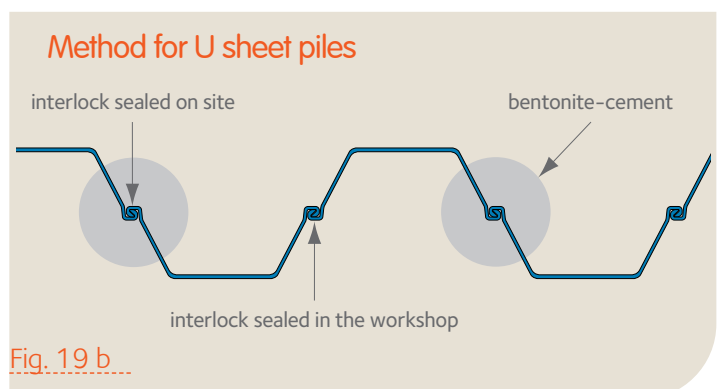 Method for U sheet piles
interlock sealed on site
bentonite-cement
interlock sealed in the workshop
Fig. 19 b